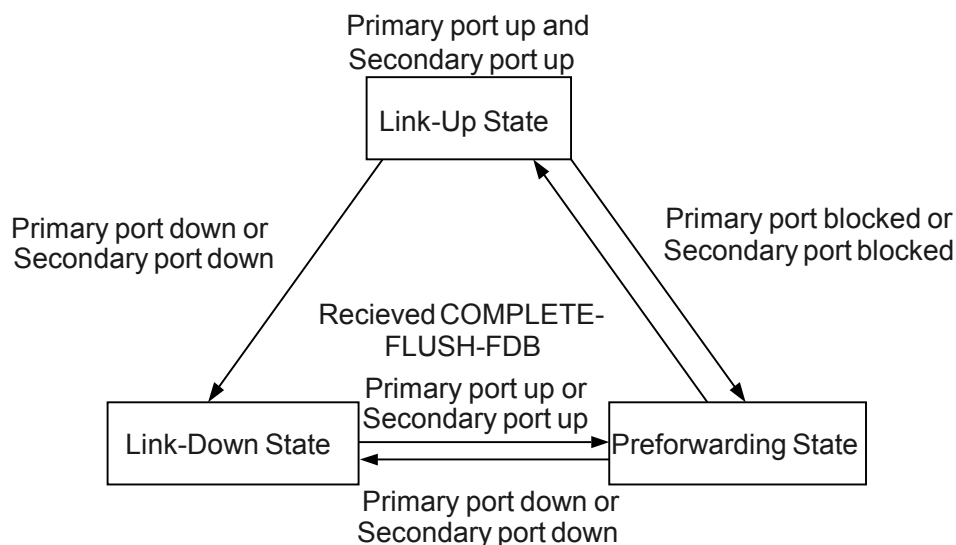 Primary port up and
Secondary port up
Link-Up State
Primary port down or
Secondary port down
Primary port blocked or
Secondary port blocked
Recieved COMPLETE-
FLUSH-FDB
Primary port up or
Secondary port up
Link-Down State
Preforwarding State
Primary port down or
Secondary port down